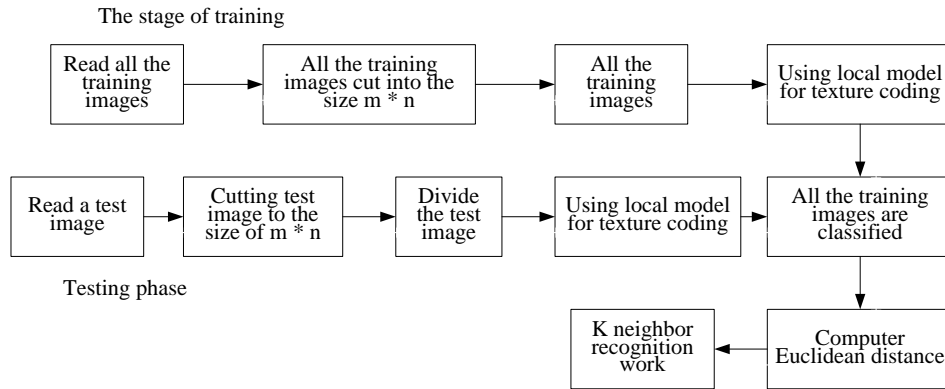 The stage of training
Read all the
training
images
All the training
images cut into the
size m * n
All the
training
images
Using local model
for texture coding
Read a test
image
Cutting test
image to the
size of m * n
Divide
the test
image
Using local model
for texture coding
All the training
images are
classified
Testing phase
K neighbor
recognition
work
Computer
Euclidean distance